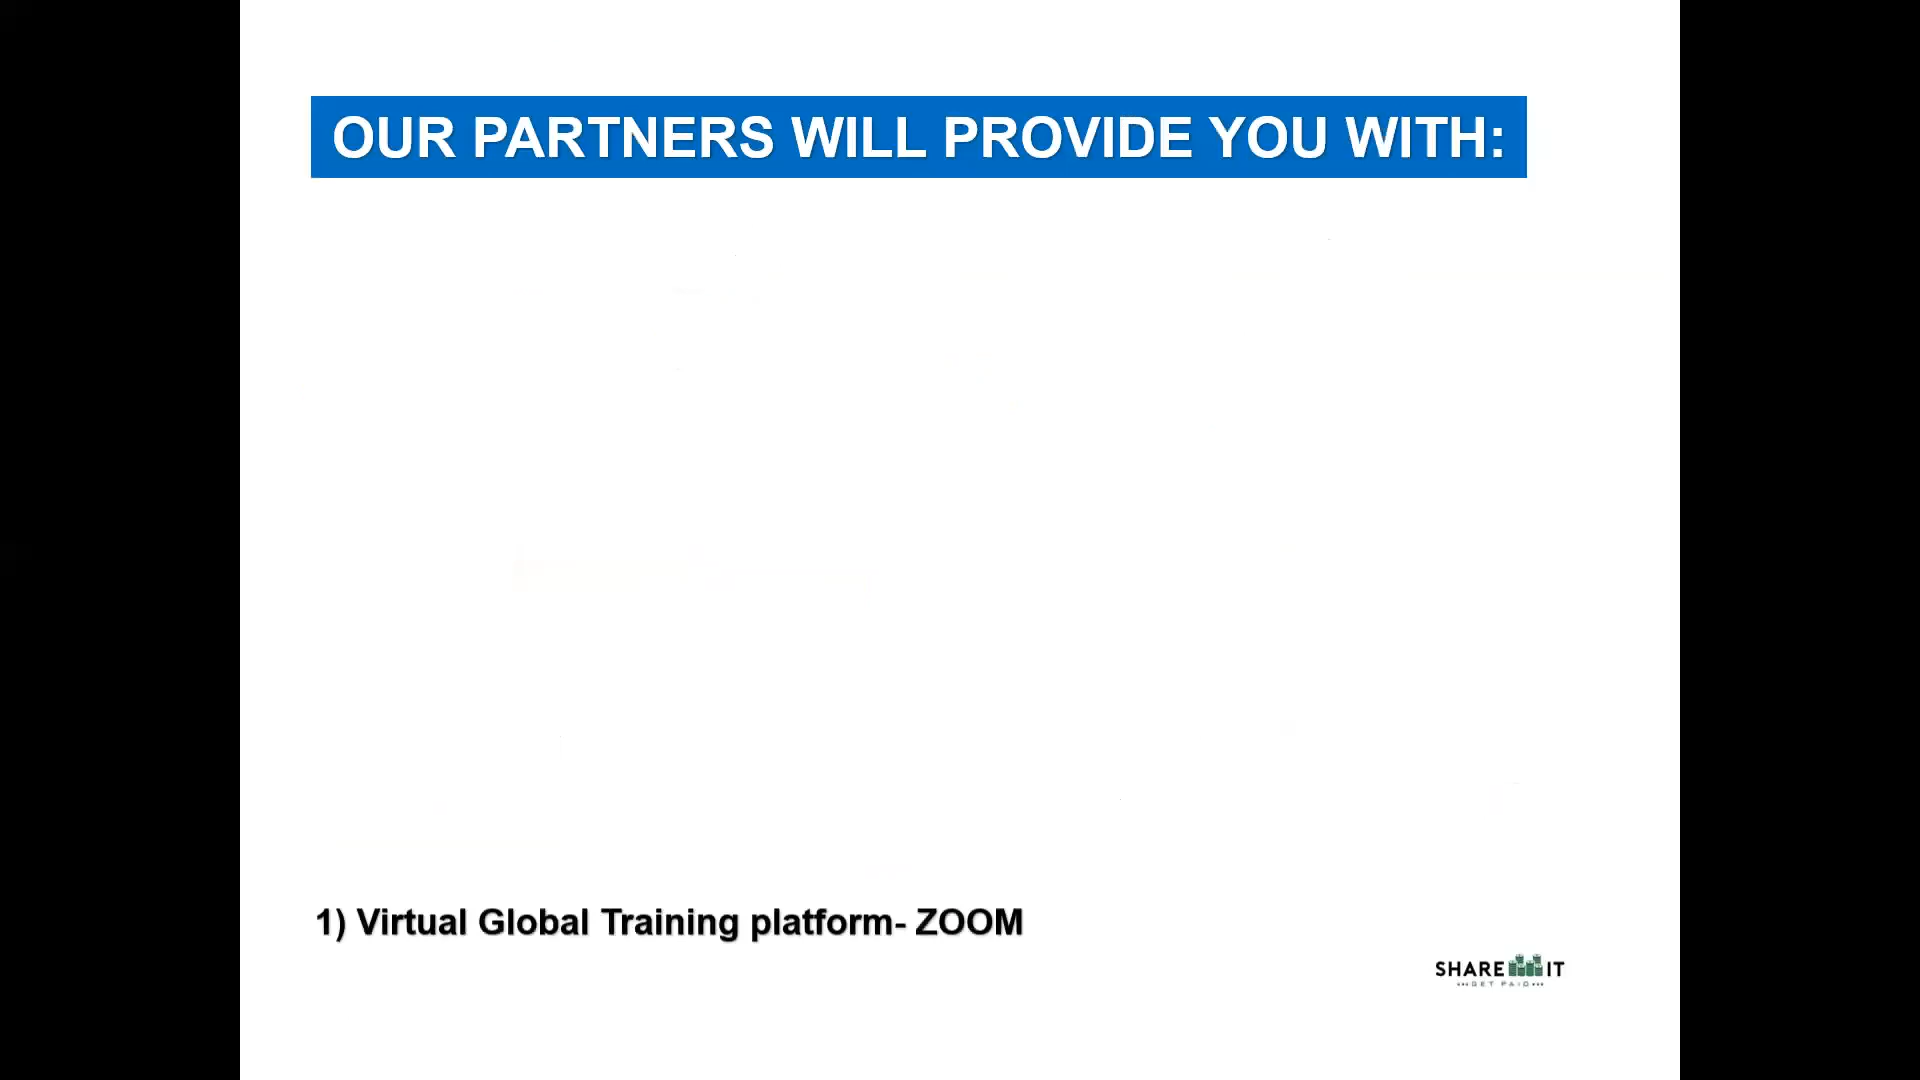 OUR PARTNERS WILL PROVIDE YOU WITH:
1) Virtual Global Training platform- ZOOM
SHARE IT
GET PAID